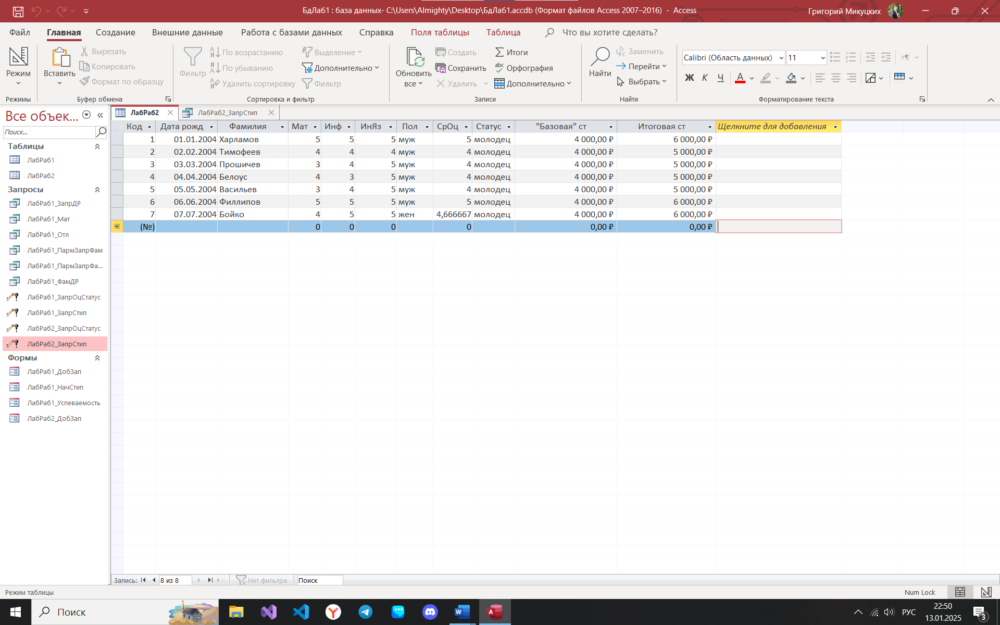 БдЛаб1 : база данных- C:\Users\Almighty\Desktop\БдЛаб1.accdb (Формат файлов Access 2007–2016) - Access
Григорий Микуцких
Файл Главная Создание Внешние данные Работа с базами данных Справка Поля таблицы Таблица Что вы хотите сделать?
Режим
Режимы
Вставить
Вырезать
Копировать
Формат по образцу
Буфер обмена
Фильтр
По возрастанию
По убыванию
Удалить сортировку
Выделение
Дополнительно
Фильтр
Сортировка и фильтр
Обновить все
Создать
Сохранить
Удалить
Итоги
Орфография
Дополнительно
Записи
Найти
Заменить
Перейти
Выбрать
Найти
Calibri (Область данных) 11
Ж К Ч А
Форматирование текста
Все объек...
Поиск...
Таблицы
ЛабРаб1
ЛабРаб2
Запросы
ЛабРаб1_ЗапрДР
ЛабРаб1_Мат
ЛабРаб1_Отл
ЛабРаб1_ПармЗапрФам
ЛабРаб1_ПармЗапрФа...
ЛабРаб1_ФамДР
ЛабРаб1_ЗапрОцСтатус
ЛабРаб1_ЗапрСтип
ЛабРаб2_ЗапрОцСтатус
ЛабРаб2_ЗапрСтип
Формы
ЛабРаб1_ДобЗап
ЛабРаб1_НачСтип
ЛабРаб1_Успеваемость
ЛабРаб2_ДобЗап
ЛабРаб2 ЛабРаб2_ЗапрСтип
Код Дата рожд Фамилия Мат Инф ИнЯз Пол СрОц Статус "Базовая" ст Итоговая ст Щелкните для добавления
1 01.01.2004 Харламов 5 5 5 муж 5 молодец 4 000,00 ₽ 6 000,00 ₽
2 02.02.2004 Тимофеев 4 4 4 муж 4 молодец 4 000,00 ₽ 5 000,00 ₽
3 03.03.2004 Прошичев 3 4 5 муж 4 молодец 4 000,00 ₽ 5 000,00 ₽
4 04.04.2004 Белоус 4 3 5 муж 4 молодец 4 000,00 ₽ 5 000,00 ₽
5 05.05.2004 Васильев 3 4 5 муж 4 молодец 4 000,00 ₽ 5 000,00 ₽
6 06.06.2004 Филлипов 5 5 5 муж 5 молодец 4 000,00 ₽ 6 000,00 ₽
7 07.07.2004 Бойко 4 5 5 жен 4,666667 молодец 4 000,00 ₽ 6 000,00 ₽
(№) 0 0 0 0 0,00 ₽ 0,00 ₽
Запись: 8 из 8 Нет фильтра Поиск
Режим таблицы
Num Lock
Поиск
РУС
22:50
13.01.2025
3